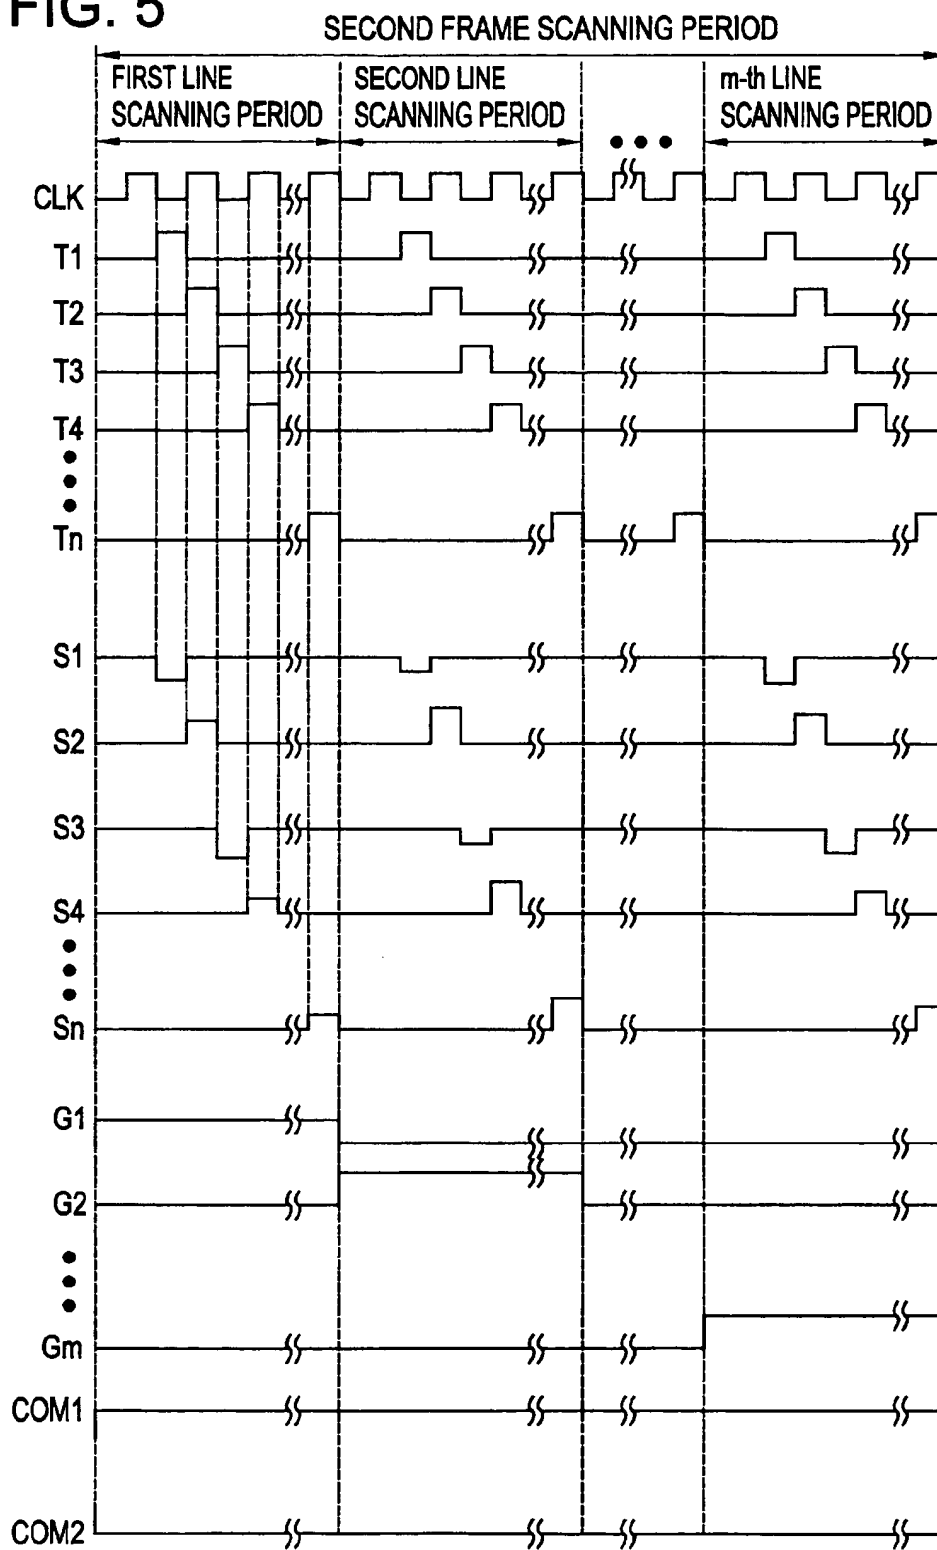 FIG. 5
SECOND FRAME SCANNING PERIOD
FIRST LINE
SCANNING PERIOD
SECOND LINE
SCANNING PERIOD
m-th LINE
SCANNING PERIOD
CLK
T1
T2
T3
T4
Tn
S1
S2
S3
S4
Sn
G1
G2
Gm
COM1
COM2